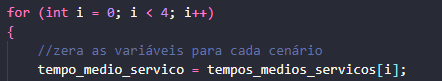 for (int i = 0; i < 4; i++)
{
//zera as variáveis para cada cenário
tempo_medio_servico = tempos_medios_servicos[i];